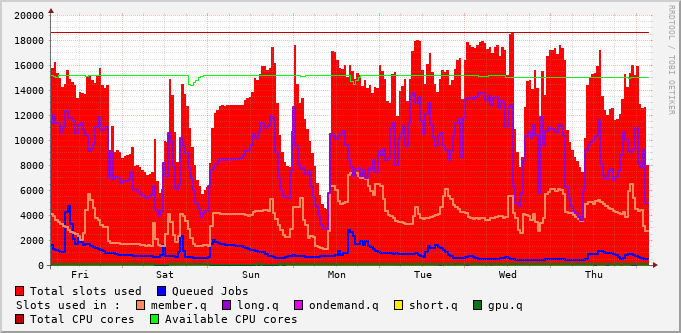 20000
18000
16000
14000
12000
10000
8000
6000
4000
2000
0
Fri Sat Sun Mon Tue Wed Thu
RRDTOOL / TOBI OETIKER
Total slots used Queued Jobs
Slots used in : member.q long.q ondemand.q short.q gpu.q
Total CPU cores Available CPU cores